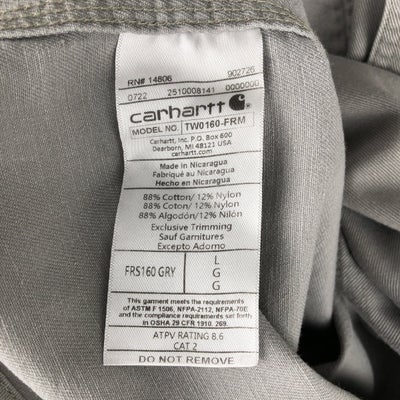 RN# 14806 902726
0722 2510008141 0000000
carhartt
MODEL NO. TW0160-FRM
Carhartt, Inc. P.O. Box 600
Dearborn, MI 48121 USA
carhartt.com
Made in Nicaragua
Fabriqué au Nicaragua
Hecho en Nicaragua
88% Cotton/ 12% Nylon
88% Coton/ 12% Nylon
88% Algodón/12% Nilón
Exclusive Trimming
Sauf Garnitures
Excepto Adorno
FRS160 GRY
L
G
G
This garment meets the requirements
of ASTM F 1506, NFPA-2112, NFPA-70E
and the compliance requirements set forth
in OSHA 29 CFR 1910. 269.
ATPV RATING 8.6
CAT 2
DO NOT REMOVE